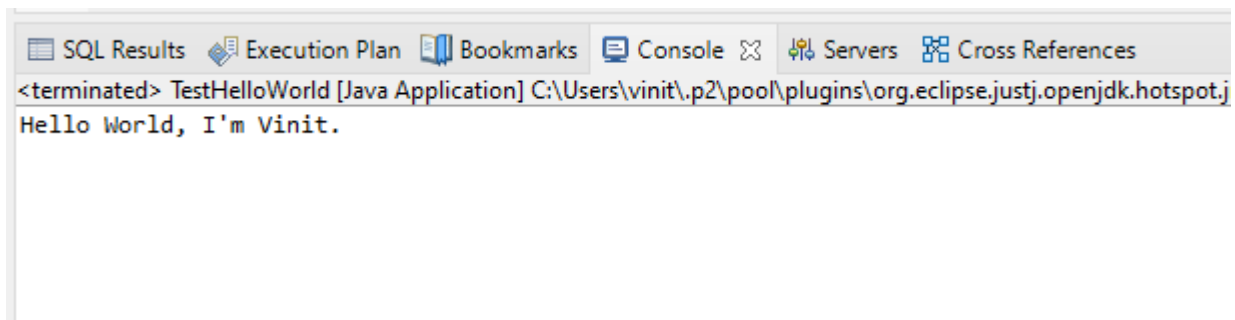 SQL Results Execution Plan Bookmarks Console Servers Cross References
<terminated> TestHelloWorld [Java Application] C:\Users\vinit\.p2\pool\plugins\org.eclipse.justj.openjdk.hotspot.j
Hello World, I'm Vinit.